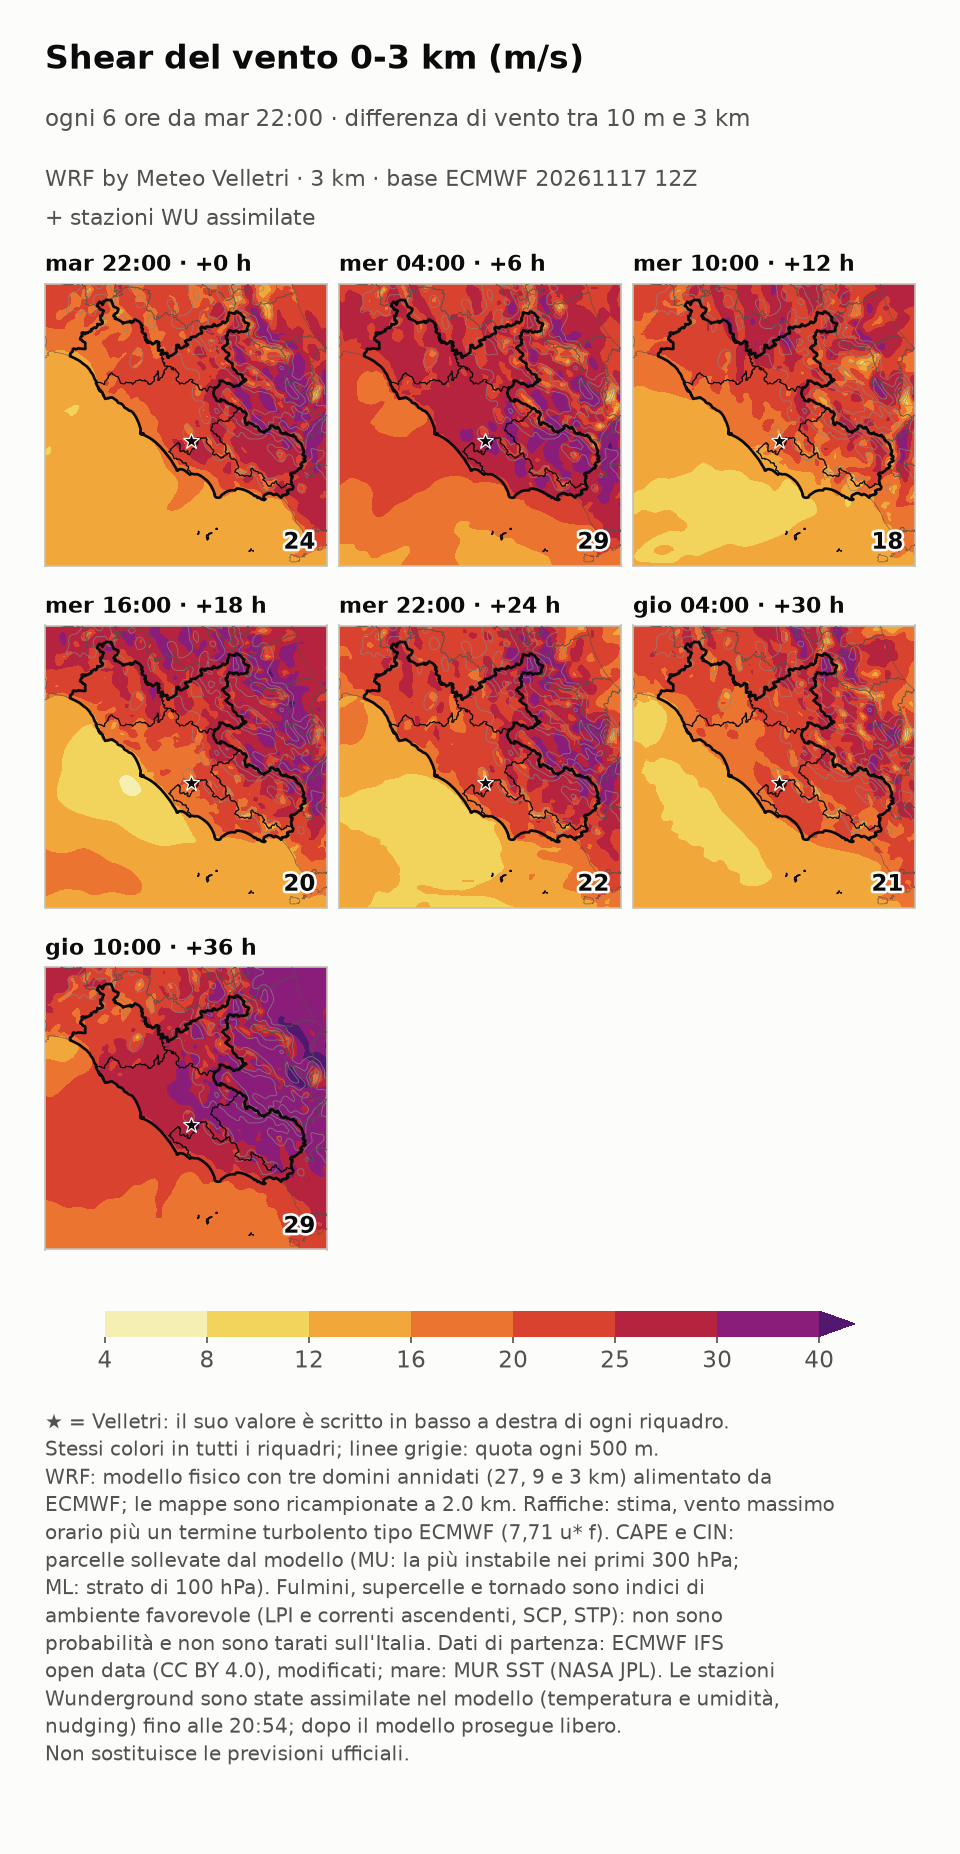 Shear del vento 0-3 km (m/s)
ogni 6 ore da mar 22:00 · differenza di vento tra 10 m e 3 km
WRF by Meteo Velletri · 3 km · base ECMWF 20261117 12Z
+ stazioni WU assimilate
mar 22:00 · +0 h
mer 04:00 · +6 h
mer 10:00 · +12 h
24
29
18
mer 16:00 · +18 h
mer 22:00 · +24 h
gio 04:00 · +30 h
20
22
21
gio 10:00 · +36 h
29
4 8 12 16 20 25 30 40
★ = Velletri: il suo valore è scritto in basso a destra di ogni riquadro.
Stessi colori in tutti i riquadri; linee grigie: quota ogni 500 m.
WRF: modello fisico con tre domini annidati (27, 9 e 3 km) alimentato da
ECMWF; le mappe sono ricampionate a 2.0 km. Raffiche: stima, vento massimo
orario più un termine turbolento tipo ECMWF (7,71 u* f). CAPE e CIN:
parcelle sollevate dal modello (MU: la più instabile nei primi 300 hPa;
ML: strato di 100 hPa). Fulmini, supercelle e tornado sono indici di
ambiente favorevole (LPI e correnti ascendenti, SCP, STP): non sono
probabilità e non sono tarati sull'Italia. Dati di partenza: ECMWF IFS
open data (CC BY 4.0), modificati; mare: MUR SST (NASA JPL). Le stazioni
Wunderground sono state assimilate nel modello (temperatura e umidità,
nudging) fino alle 20:54; dopo il modello prosegue libero.
Non sostituisce le previsioni ufficiali.